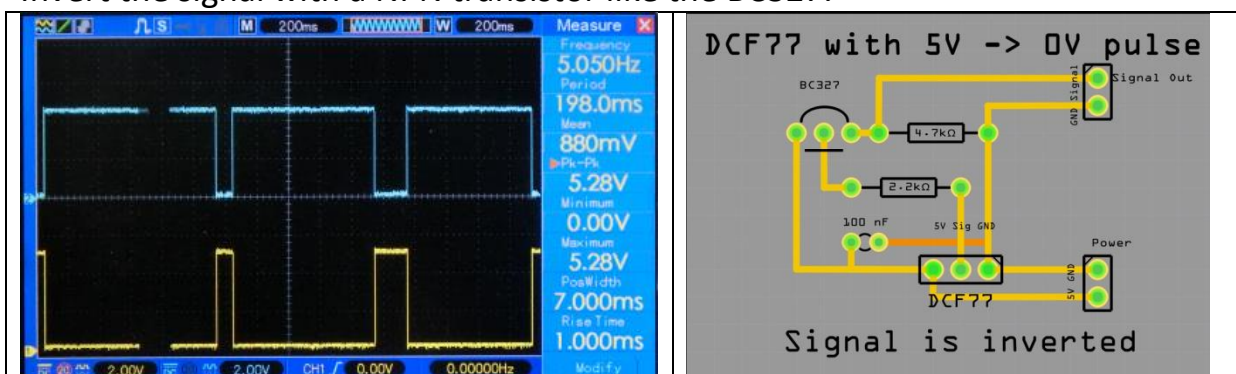 Invert the signal with a NPN transistor like the BC327
S M 200ms W 200ms Measure
Frequency
5.050Hz
Period
198.0ms
Mean
880mV
Pk-Pk
5.28V
Minimum
0.00V
Maximum
5.28V
PosWidth
7.000ms
Rise Time
1.000ms
2.00V 2.00V CH1 0.00V 0.00000Hz Modify
DCF77 with 5V -> 0V pulse
BC327
GND Signal
Signal Out
4.7kΩ
2.2kΩ
100 nF
5V Sig GND
Power
5V GND
DCF77
Signal is inverted